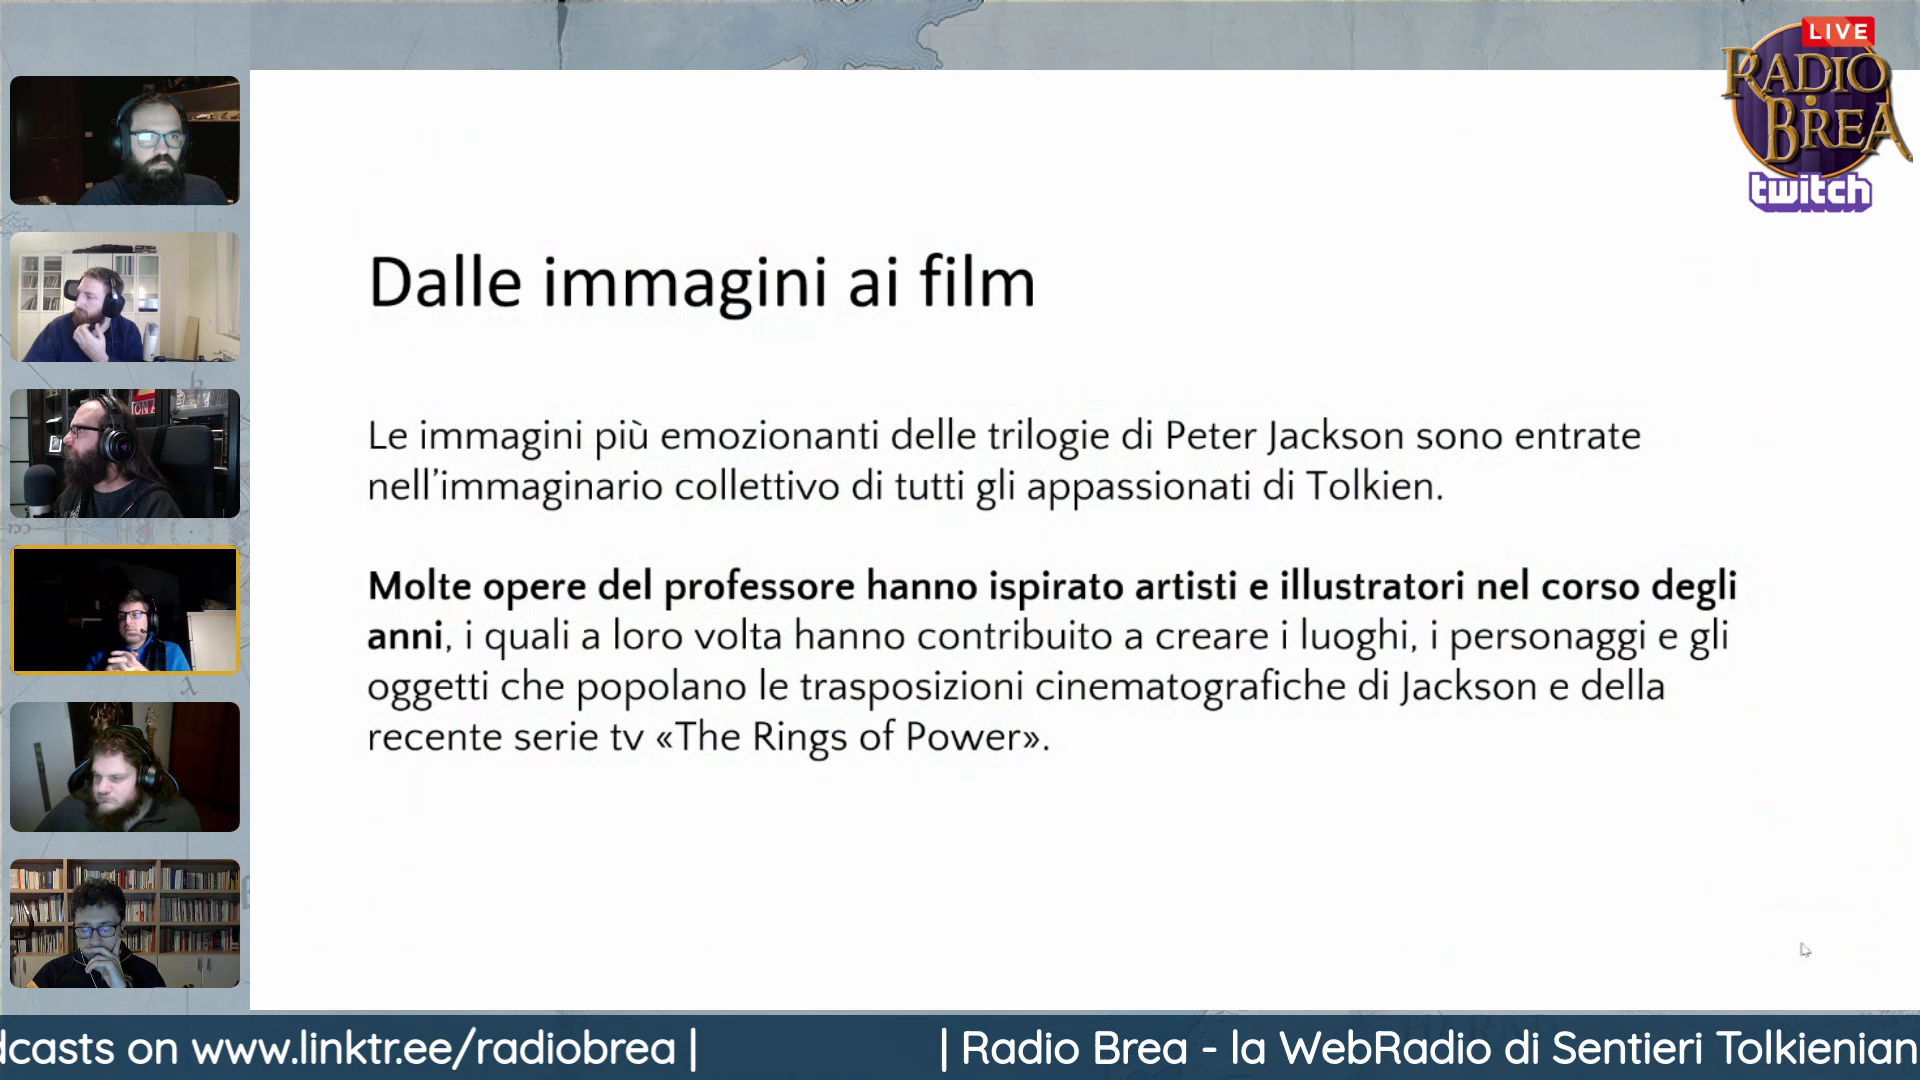 LIVE
RADIO
BREA
twitch
Dalle immagini ai film
Le immagini più emozionanti delle trilogie di Peter Jackson sono entrate
nell’immaginario collettivo di tutti gli appassionati di Tolkien.
Molte opere del professore hanno ispirato artisti e illustratori nel corso degli
anni, i quali a loro volta hanno contribuito a creare i luoghi, i personaggi e gli
oggetti che popolano le trasposizioni cinematografiche di Jackson e della
recente serie tv «The Rings of Power».
dcasts on www.linktr.ee/radiobrea | | Radio Brea - la WebRadio di Sentieri Tolkienian